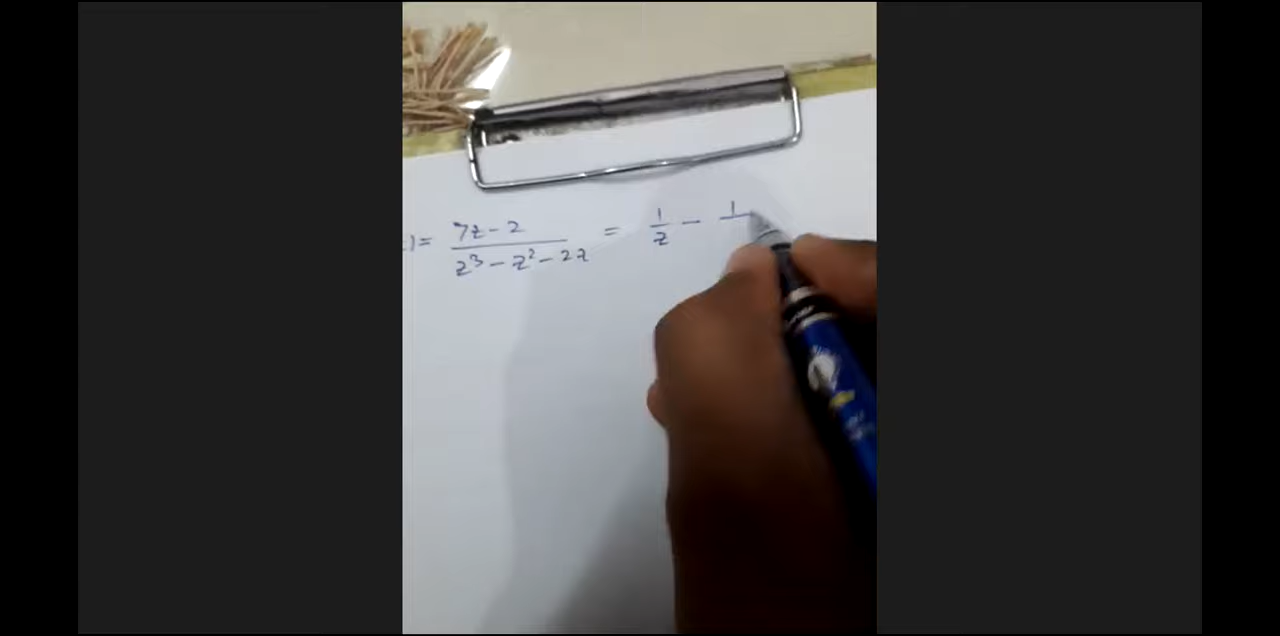 )= 7z-2 / z³-z²-2z = 1/z - 1